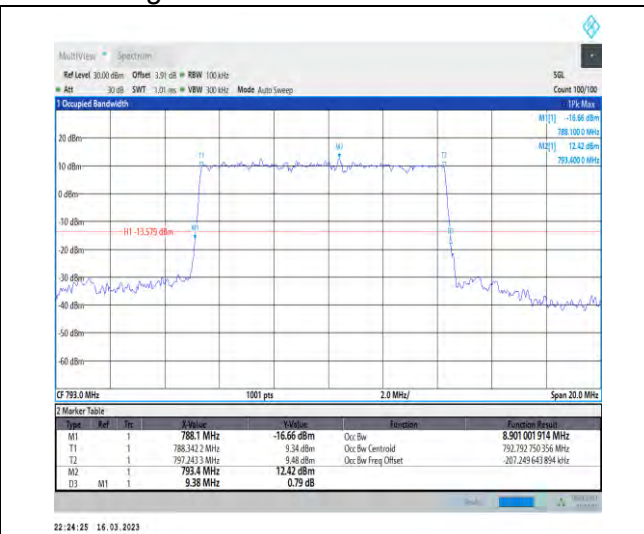 MultiView Spectrum
Ref Level 30.00 dBm Offset 3.91 dB RBW 100 kHz SGL
Att 30 dB SWT 1.01 ms VBW 300 kHz Mode Auto Sweep Count 100/100
1 Occupied Bandwidth 1Pk Max
M1[1] -16.66 dBm
788.100 0 MHz
M2[1] 12.42 dBm
793.400 0 MHz
20 dBm
M2
T1 T2
10 dBm
0 dBm
-10 dBm
H1 -13.579 dBm M1
D3
-20 dBm
-30 dBm
-40 dBm
-50 dBm
-60 dBm
CF 793.0 MHz 1001 pts 2.0 MHz/ Span 20.0 MHz
2 Marker Table
Type Ref Trc X-Value Y-Value Function Function Result
M1 1 788.1 MHz -16.66 dBm Occ Bw 8.901 001 914 MHz
T1 1 788.342 2 MHz 9.34 dBm Occ Bw Centroid 792.792 750 356 MHz
T2 1 797.243 3 MHz 9.48 dBm Occ Bw Freq Offset -207.249 643 894 kHz
M2 1 793.4 MHz 12.42 dBm
D3 M1 1 9.38 MHz 0.79 dB
22:24:25 16.03.2023